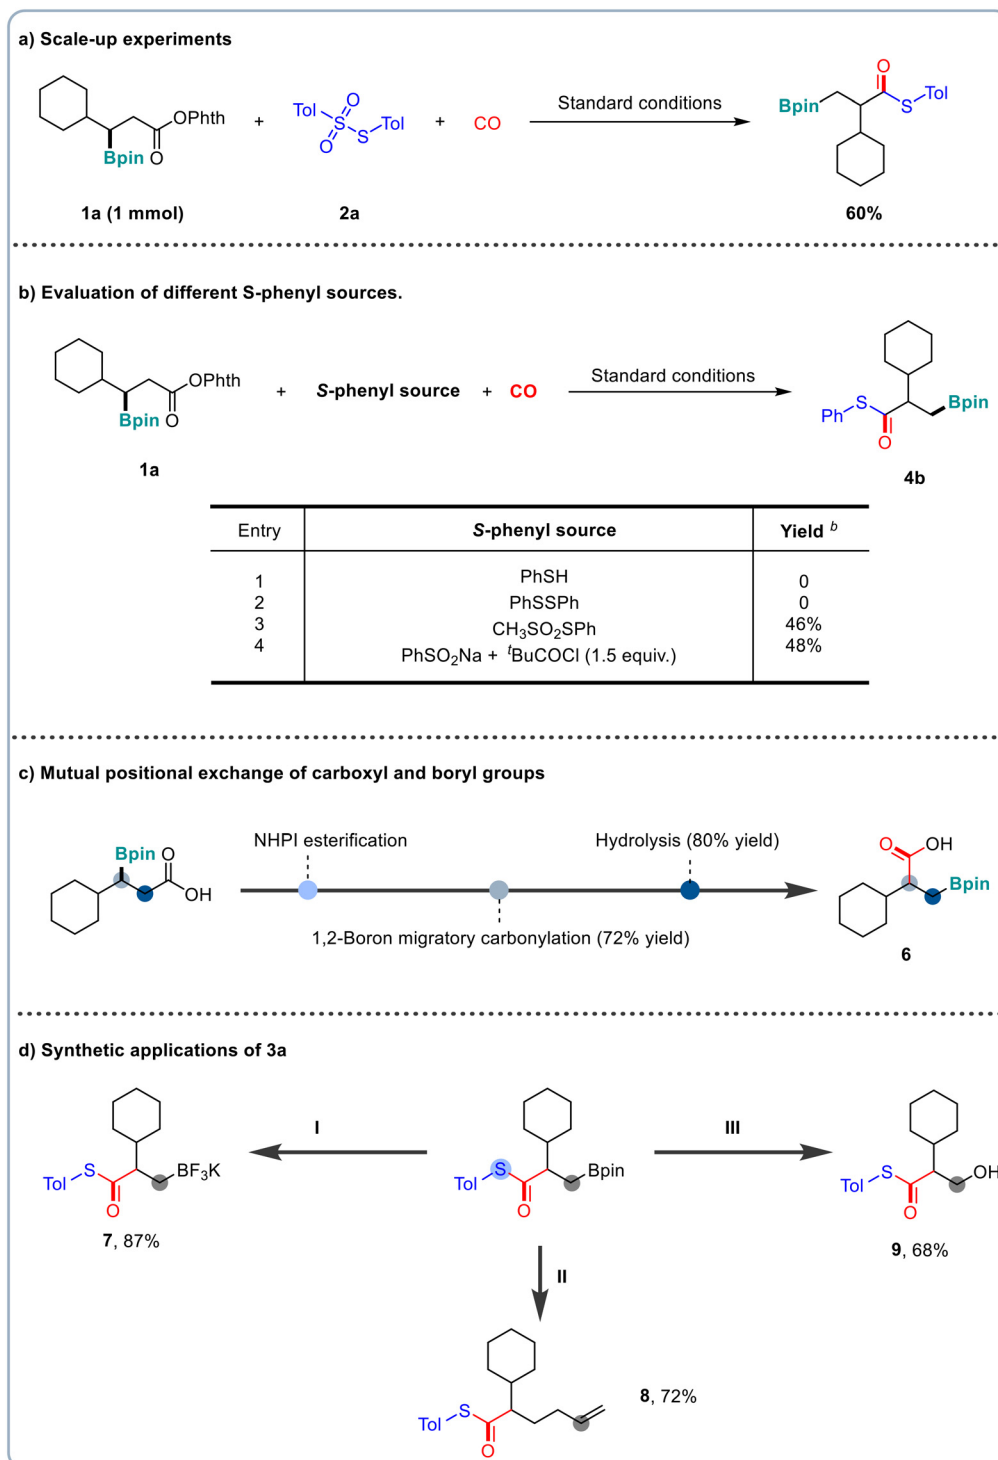 a) Scale-up experiments
OPhth
Bpin O
1a (1 mmol)
+
Tol O
S
O S Tol
2a
+ CO
Standard conditions
O
Bpin S Tol
60%
b) Evaluation of different S-phenyl sources.
OPhth
Bpin O
1a
+ S-phenyl source + CO
Standard conditions
Ph S
O
Bpin
4b
Entry S-phenyl source Yield b
1 PhSH 0
2 PhSSPh 0
3 CH3SO2SPh 46%
4 PhSO2Na + tBuCOCl (1.5 equiv.) 48%
c) Mutual positional exchange of carboxyl and boryl groups
Bpin O
OH
NHPI esterification
Hydrolysis (80% yield)
1,2-Boron migratory carbonylation (72% yield)
O OH
Bpin
6
d) Synthetic applications of 3a
Tol S BF3K
O
7, 87%
I
Tol S Bpin
O
III
Tol S OH
O
9, 68%
II
Tol S
O
8, 72%